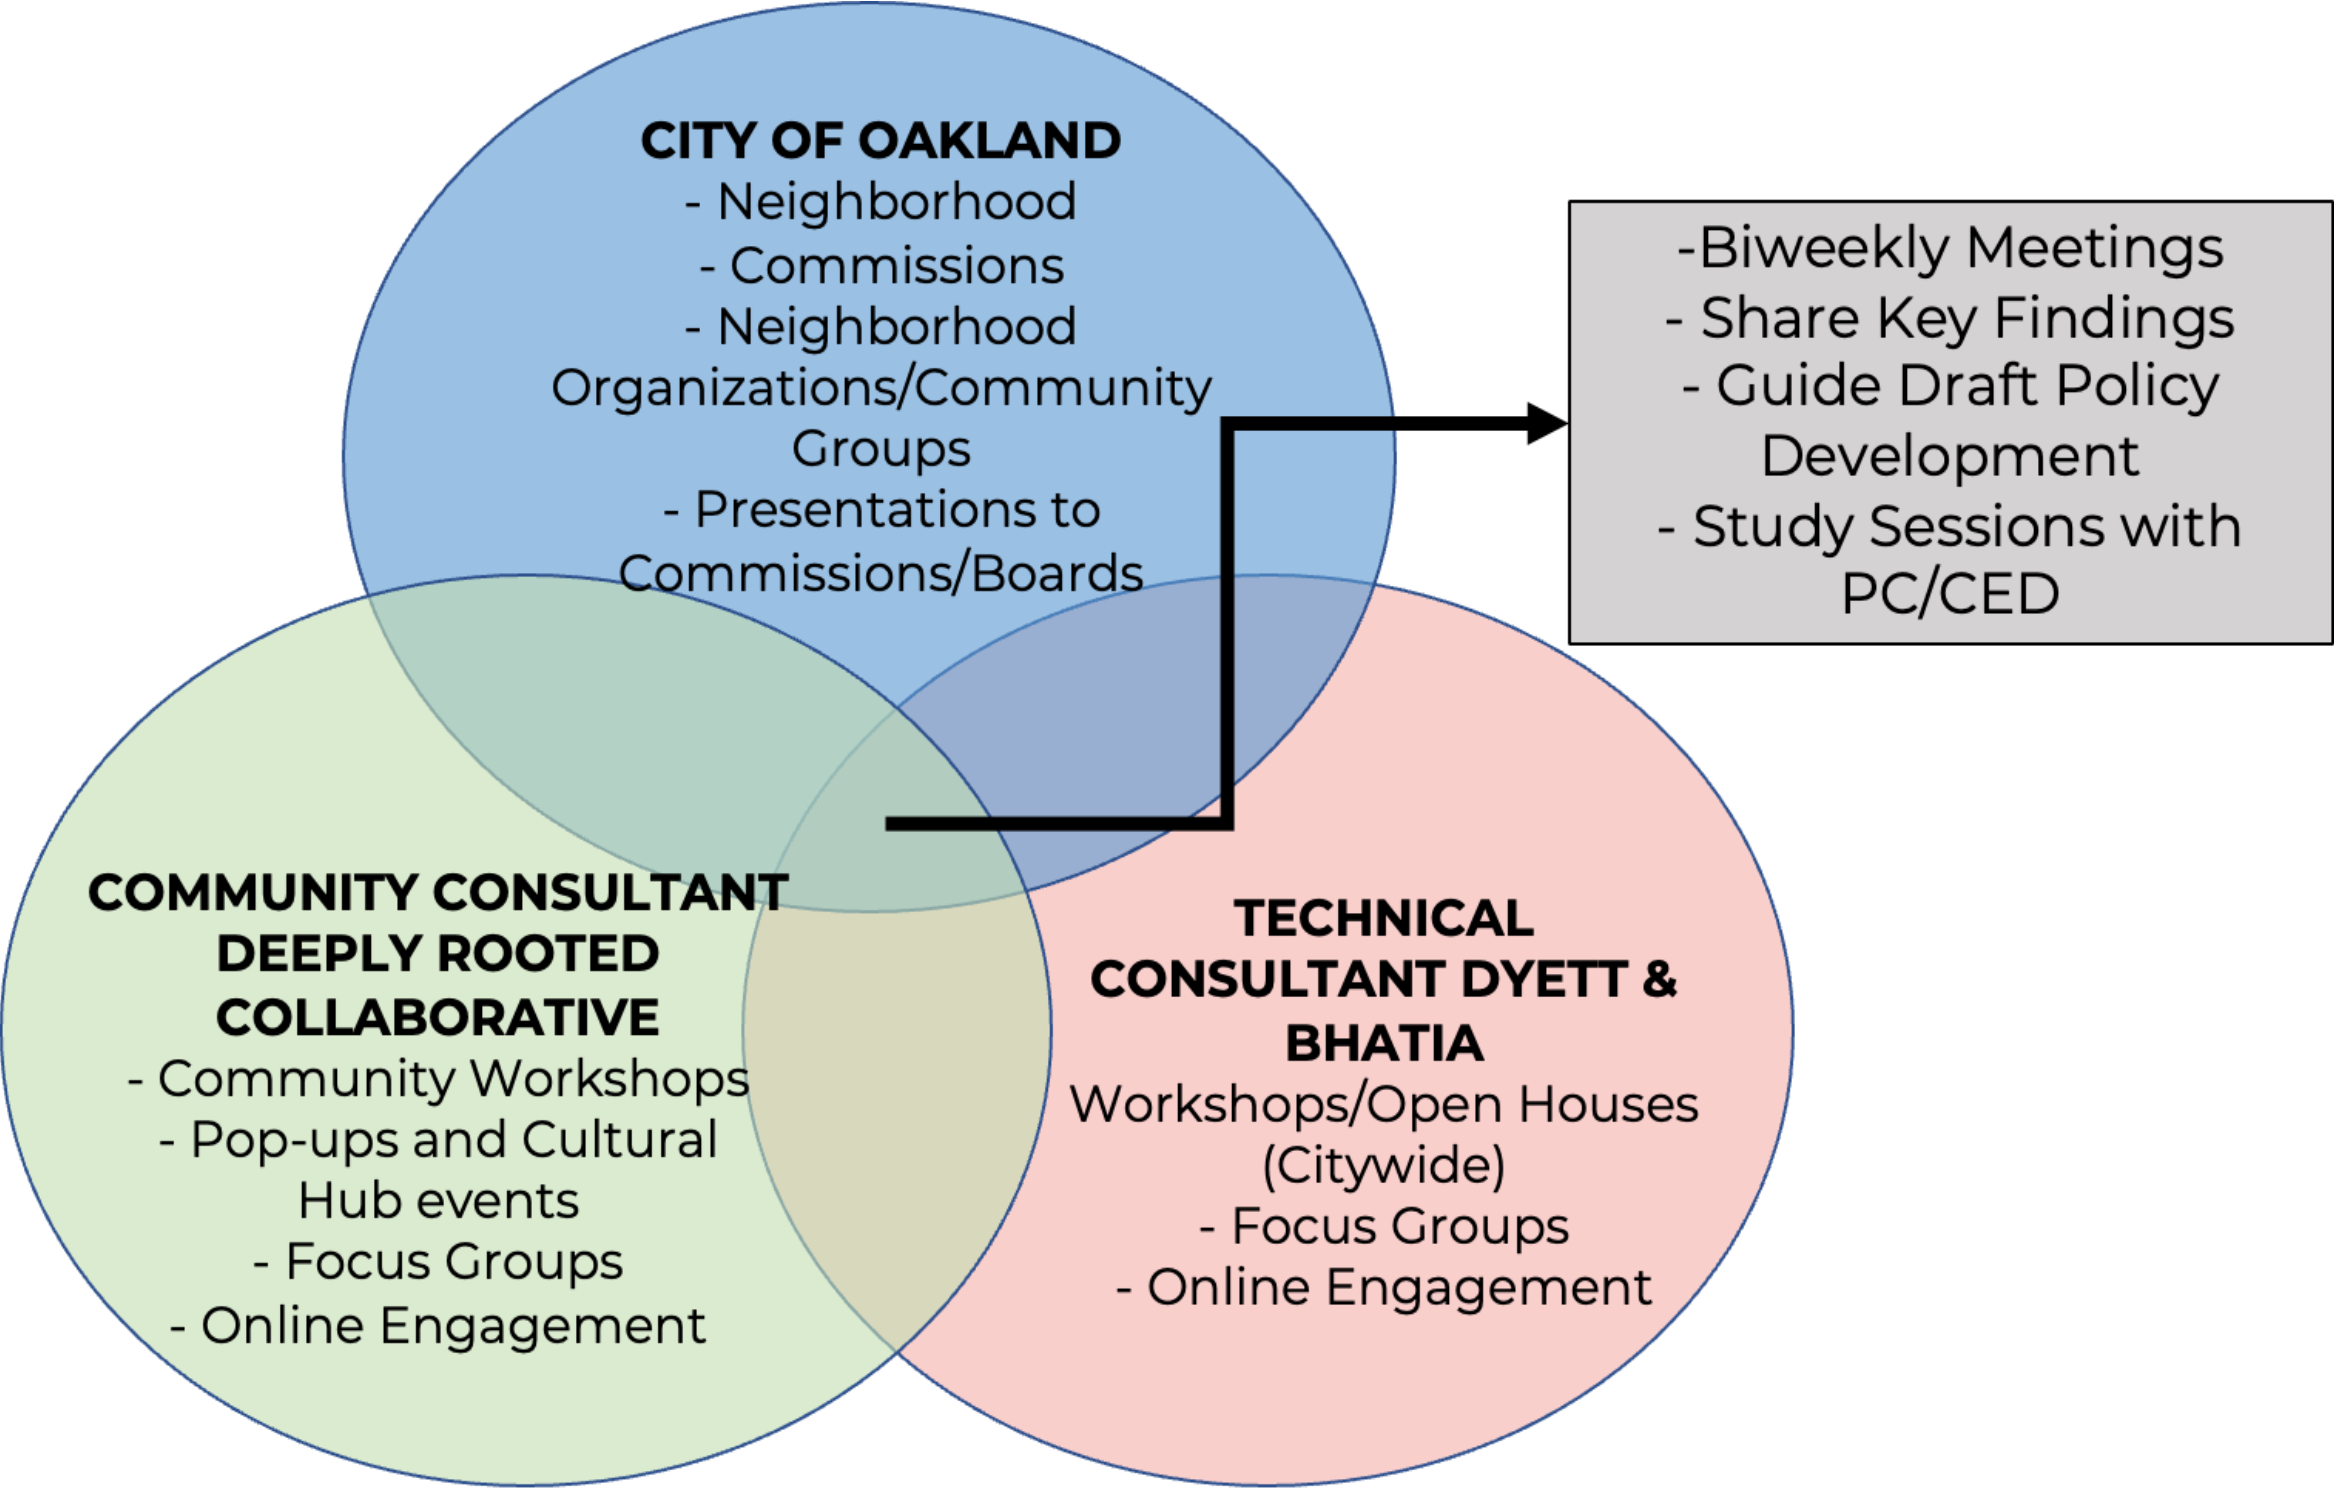 CITY OF OAKLAND
- Neighborhood
- Commissions
- Neighborhood
Organizations/Community
Groups
- Presentations to
Commissions/Boards
-Biweekly Meetings
- Share Key Findings
- Guide Draft Policy
Development
- Study Sessions with
PC/CED
COMMUNITY CONSULTANT
DEEPLY ROOTED
COLLABORATIVE
- Community Workshops
- Pop-ups and Cultural
Hub events
- Focus Groups
- Online Engagement
TECHNICAL
CONSULTANT DYETT &
BHATIA
Workshops/Open Houses
(Citywide)
- Focus Groups
- Online Engagement